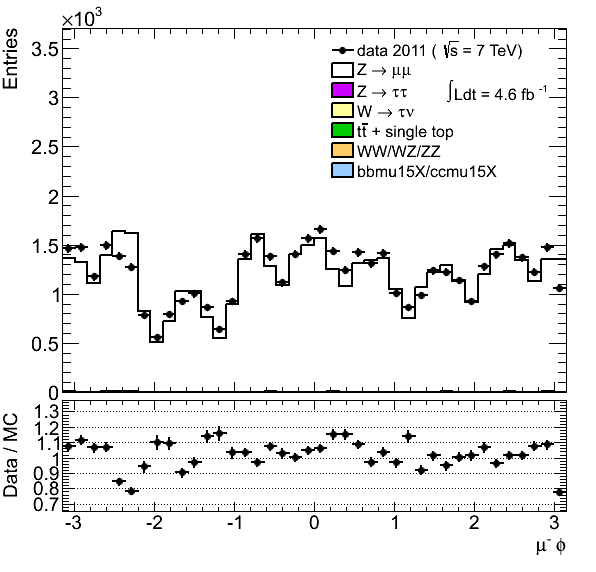 ×10³
Entries
3.5
3
2.5
2
1.5
1
0.5
0
data 2011 ( √s = 7 TeV)
Z → μμ
Z → ττ
∫Ldt = 4.6 fb⁻¹
W → τν
tt̅ + single top
WW/WZ/ZZ
bbmu15X/ccmu15X
Data / MC
1.3
1.2
1.1
1
0.9
0.8
0.7
-3 -2 -1 0 1 2 3
μ⁻ ϕ